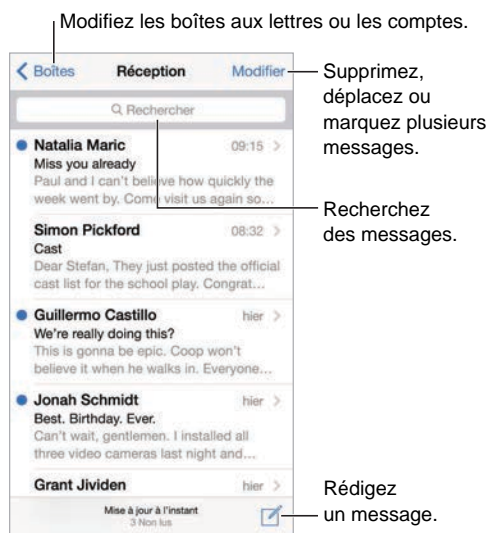 Modifiez les boîtes aux lettres ou les comptes.
Boîtes Réception Modifier
Supprimez,
déplacez ou
marquez plusieurs
messages.
Rechercher
Recherchez
des messages.
Natalia Maric 09:15
Miss you already
Paul and I can't believe how quickly the
week went by. Come visit us again so...
Simon Pickford 08:32
Cast
Dear Stefan, They just posted the official
cast list for the school play. Congrat...
Guillermo Castillo hier
We're really doing this?
This is gonna be epic. Coop won't
believe it when he walks in. Everyone...
Jonah Schmidt hier
Best. Birthday. Ever.
Can't wait, gentlemen. I installed all
three video cameras last night and...
Grant Jividen hier
Mise à jour à l'instant
3 Non lus
Rédigez
un message.